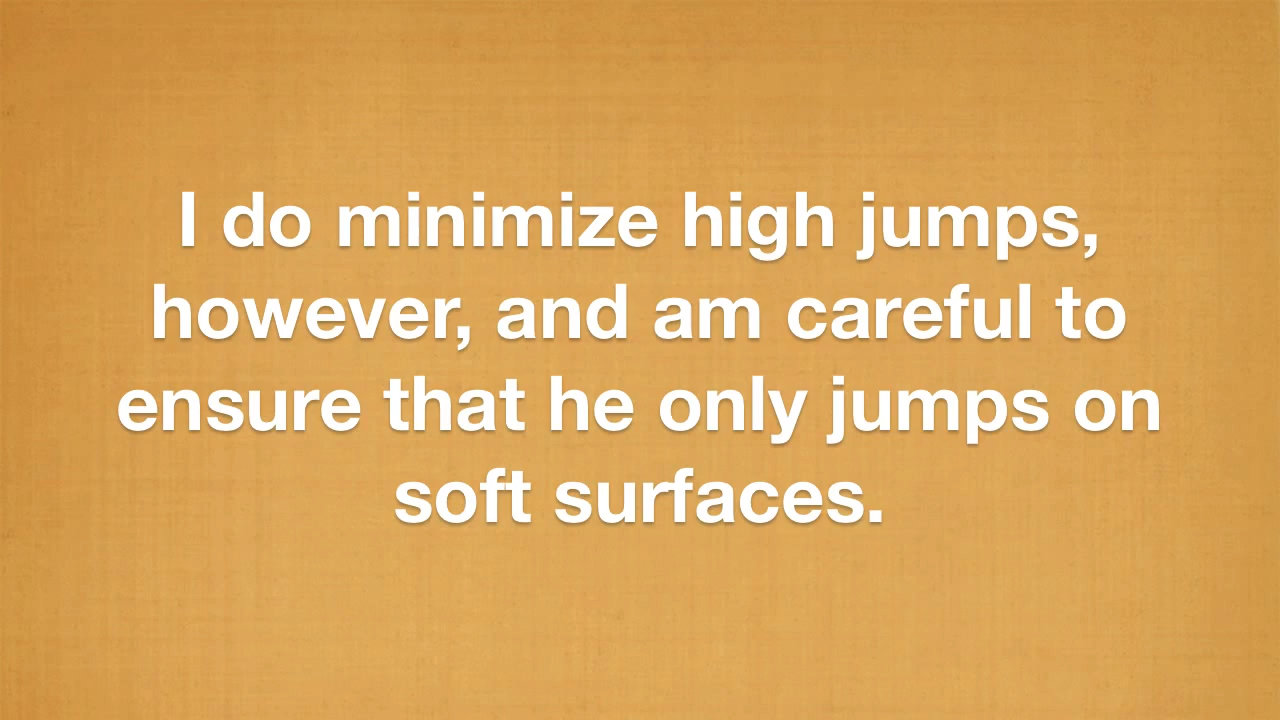 I do minimize high jumps,
however, and am careful to
ensure that he only jumps on
soft surfaces.